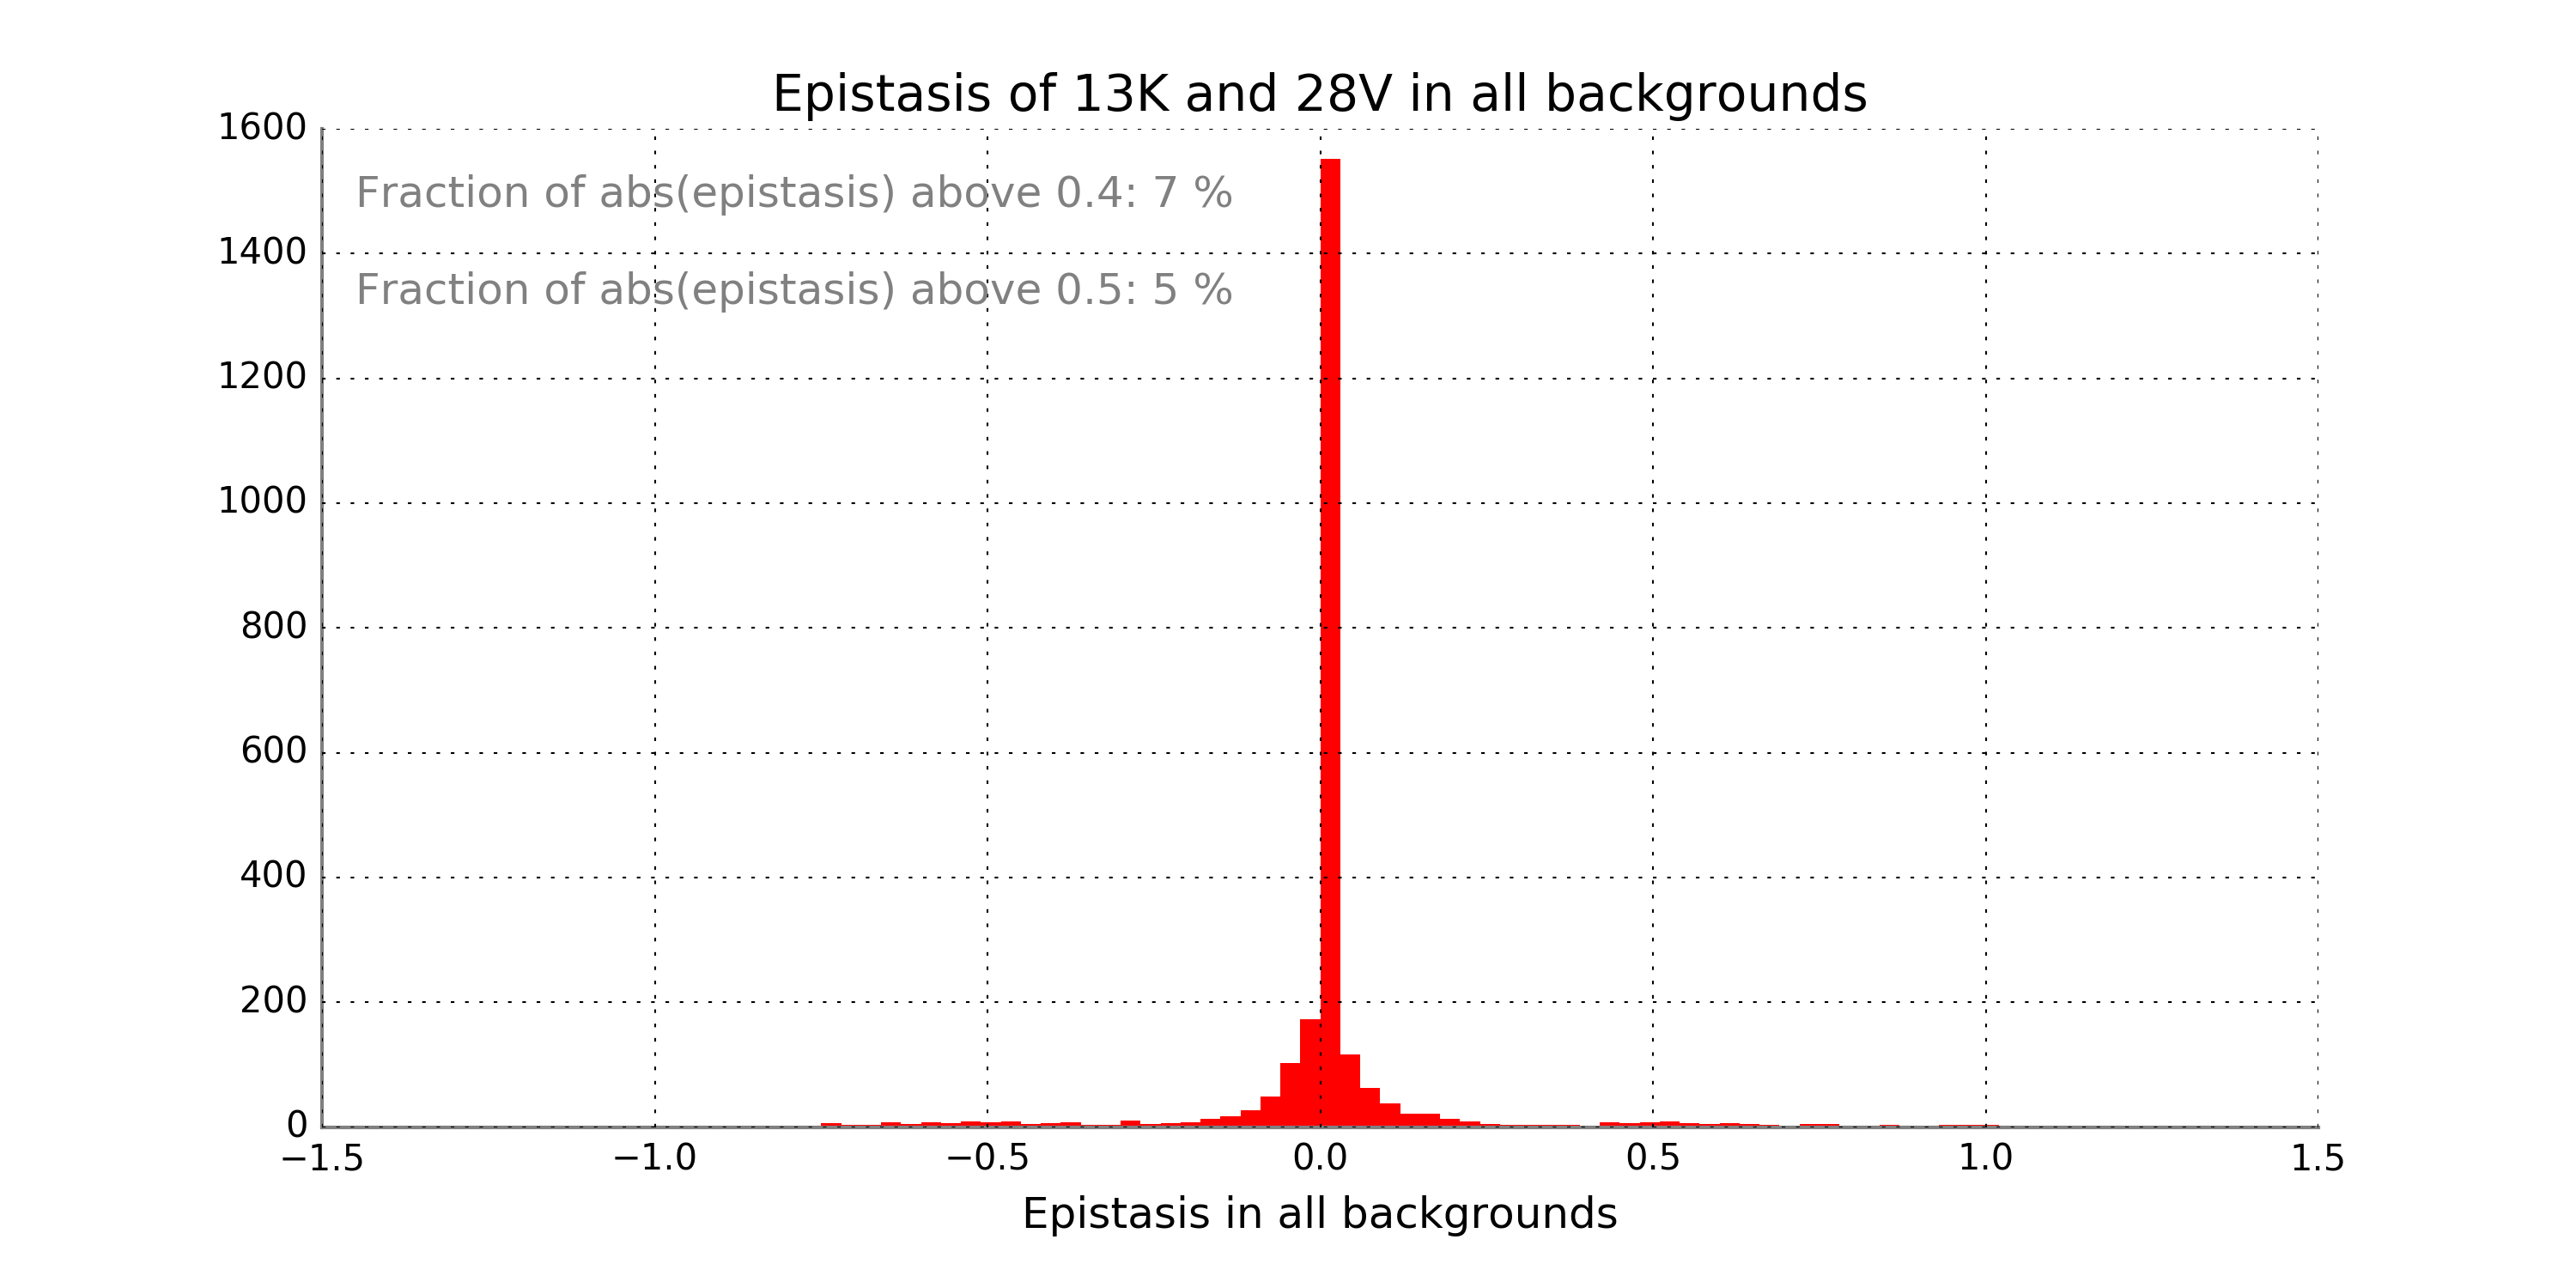 Epistasis of 13K and 28V in all backgrounds
1600
Fraction of abs(epistasis) above 0.4: 7 %
1400
Fraction of abs(epistasis) above 0.5: 5 %
1200
1000
800
600
400
200
0
−1.5 −1.0 −0.5 0.0 0.5 1.0 1.5
Epistasis in all backgrounds